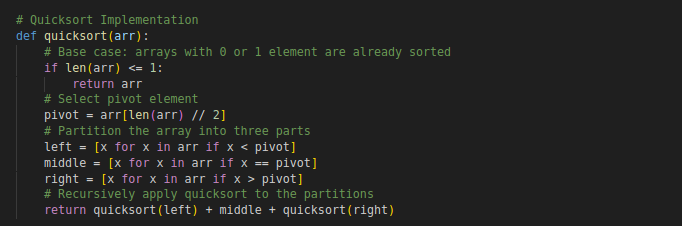 # Quicksort Implementation
def quicksort(arr):
    # Base case: arrays with 0 or 1 element are already sorted
    if len(arr) <= 1:
        return arr
    # Select pivot element
    pivot = arr[len(arr) // 2]
    # Partition the array into three parts
    left = [x for x in arr if x < pivot]
    middle = [x for x in arr if x == pivot]
    right = [x for x in arr if x > pivot]
    # Recursively apply quicksort to the partitions
    return quicksort(left) + middle + quicksort(right)